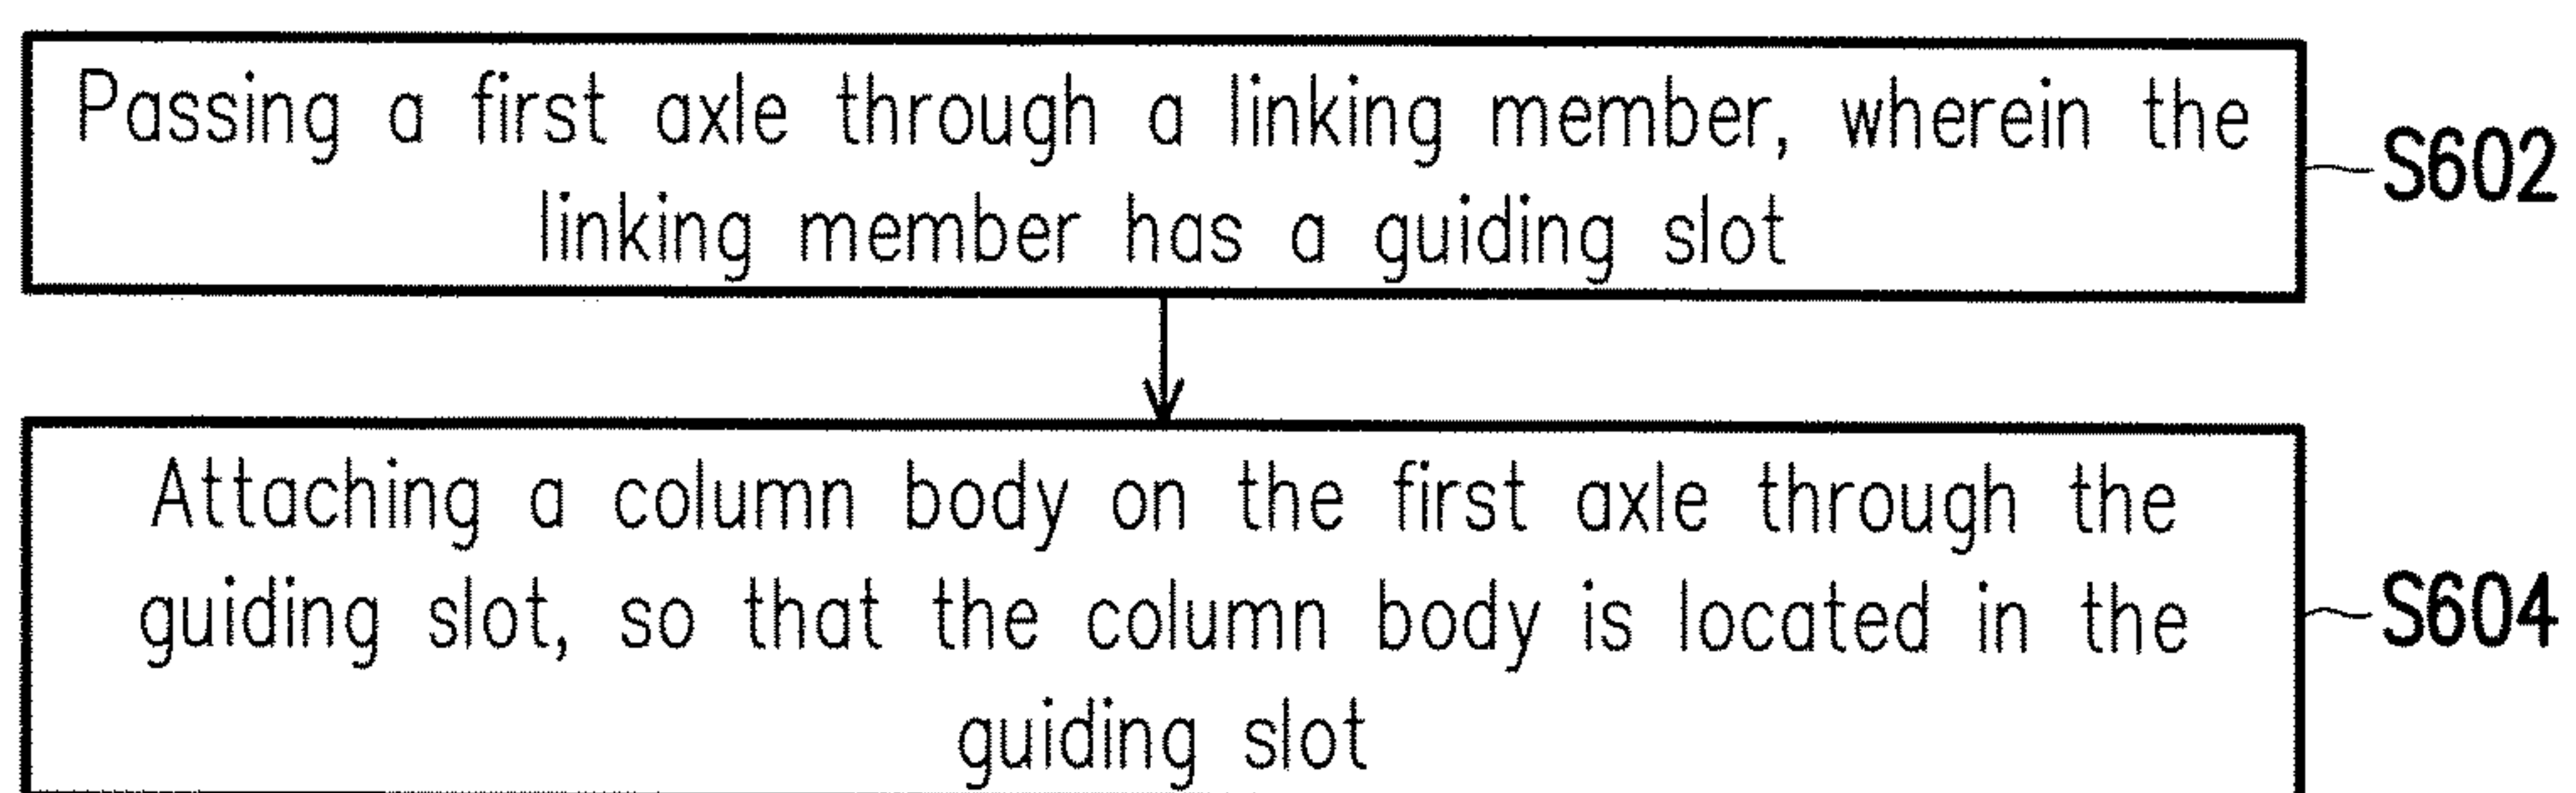 Passing a first axle through a linking member, wherein the
linking member has a guiding slot
S602
Attaching a column body on the first axle through the
guiding slot, so that the column body is located in the
guiding slot
S604